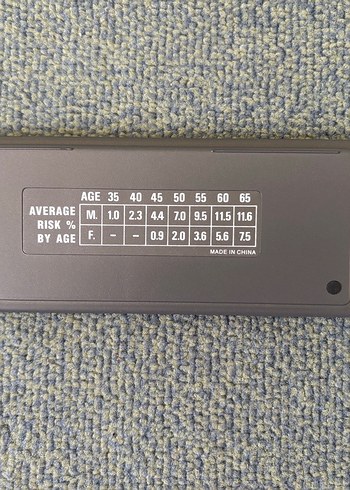 AGE 35 40 45 50 55 60 65
AVERAGE RISK % BY AGE
M. 1.0 2.3 4.4 7.0 9.5 11.5 11.6
F. – – 0.9 2.0 3.6 5.6 7.5
MADE IN CHINA